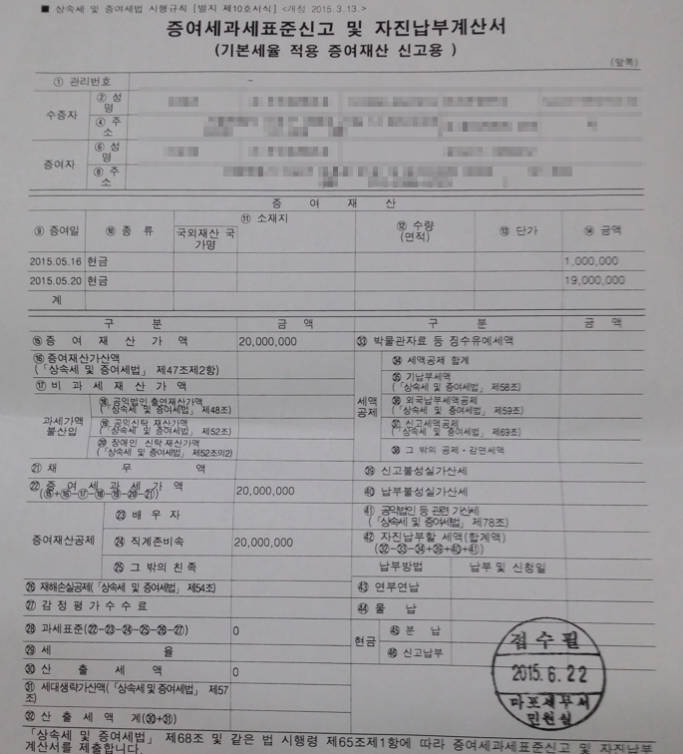 ■ 상속세 및 증여세법 시행규칙 [별지 제10호서식] <개정 2015.3.13.>
증여세과세표준신고 및 자진납부계산서
(기본세율 적용 증여재산 신고용 )
(앞쪽)
① 관리번호 -
수증자
② 성명
④ 주소
증여자
⑥ 성명
⑧ 주소
증 여 재 산
⑨ 증여일 ⑩ 종 류 ⑪ 소재지 ⑫ 수량(면적) ⑬ 단가 ⑭ 금액
국외재산 국가명
2015.05.16 현금 1,000,000
2015.05.20 현금 19,000,000
계
구 분 금 액 구 분 금 액
⑮ 증 여 재 산 가 액 20,000,000
㉝ 박물관자료 등 징수유예세액
⑯ 증여재산가산액
(「상속세 및 증여세법」 제47조제2항)
⑰ 비 과 세 재 산 가 액
과세가액 불산입
⑱ 공익법인 출연재산가액
(「상속세 및 증여세법」 제48조)
⑲ 공익신탁 재산가액
(「상속세 및 증여세법」 제52조)
⑳ 장애인 신탁 재산가액
(「상속세 및 증여세법」 제52조의2)
세액공제
㉞ 세액공제 합계
㉟ 기납부세액
(「상속세 및 증여세법」 제58조)
㊱ 외국납부세액공제
(「상속세 및 증여세법」 제59조)
㊲ 신고세액공제
(「상속세 및 증여세법」 제69조)
㊳ 그 밖의 공제·감면세액
㉑ 채 무 액
㊴ 신고불성실가산세
㉒ 증 여 세 과 세 가 액 20,000,000
(⑮+⑯-⑰-⑱-⑲-⑳-㉑)
㊵ 납부불성실가산세
㊶ 공익법인 등 관련 가산세
(「상속세 및 증여세법」 제78조)
증여재산공제
㉓ 배 우 자
㉔ 직계존비속 20,000,000
㉕ 그 밖의 친족
㊷ 자진납부할 세액(합계액)
(㉜-㉝-㉞+㊴+㊵+㊶)
납부방법 납부 및 신청일
㉖ 재해손실공제(「상속세 및 증여세법」 제54조)
㊸ 연부연납
㉗ 감 정 평 가 수 수 료
㊹ 물 납
㉘ 과세표준(㉒-㉓-㉔-㉕-㉖-㉗) 0
현금
㊺ 분 납
㊻ 신고납부
㉙ 세 율
㉚ 산 출 세 액 0
㉛ 세대생략가산액(「상속세 및 증여세법」 제57조)
㉜ 산 출 세 액 계(㉚+㉛)
접수필
2015.6.22
마포세무서
민원실
「상속세 및 증여세법」 제68조 및 같은 법 시행령 제65조제1항에 따라 증여세과세표준신고 및 자진납부
계산서를 제출합니다.